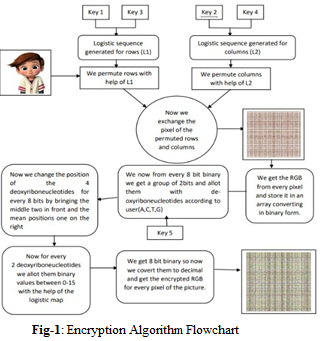 Key 1
Key 3
Key 2
Key 4
Logistic sequence
generated for rows (L1)
Logistic sequence generated for
columns (L2)
We permute rows with
help of L1
We permute columns
with help of L2
Now we
exchange the
pixel of the
permuted rows
and columns
Now we change the position
of the 4
deoxyriboneucleotides for
every 8 bits by bringing the
middle two in front and the
mean positions one on the
right
We now from every 8 bit binary
we get a group of 2bits and allot
them with de-
oxyriboneucleotides according to
user(A,C,T,G)
We get the RGB
from every pixel
and store it in
an array
converting in
binary form.
Key 5
Now for every
2 deoxyriboneucleotides
we allot them binary
values between 0-15
with the help of the
logistic map
We get 8 bit binary so now
we covert them to decimal
and get the encrypted RGB
for every pixel of the picture.
Fig-1: Encryption Algorithm Flowchart